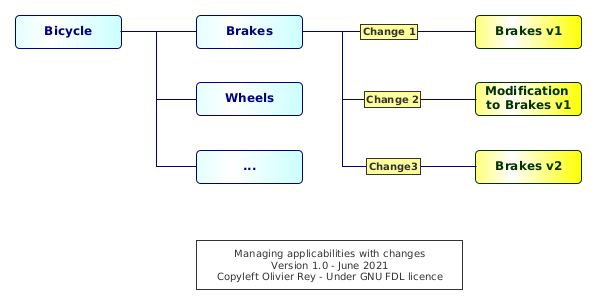 Bicycle
Brakes
Change 1
Brakes v1
Wheels
Change 2
Modification
to Brakes v1
...
Change3
Brakes v2
Managing applicabilities with changes
Version 1.0 - June 2021
Copyleft Olivier Rey - Under GNU FDL licence